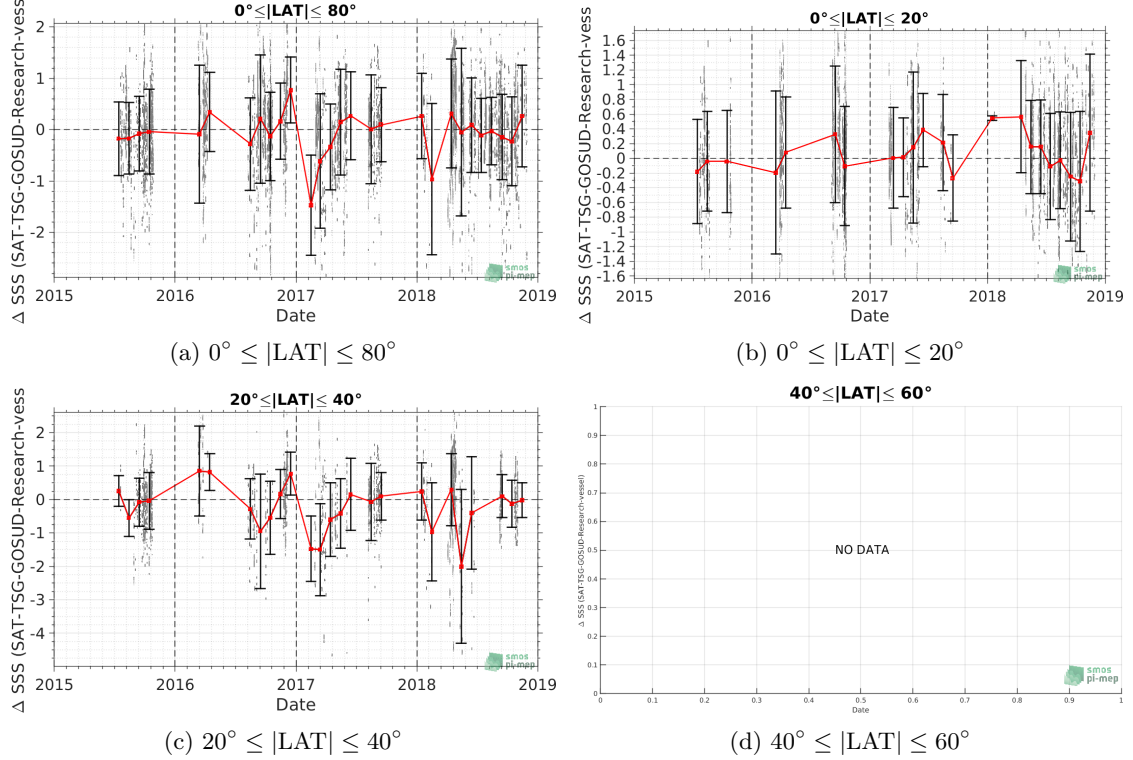 0°≤|LAT|≤ 80°
Δ SSS (SAT-TSG-GOSUD-Research-vess
2
1
0
-1
-2
2015
2016
2017
2018
2019
Date
smos
pi-mep
(a) 0° ≤ |LAT| ≤ 80°
0°≤|LAT|≤ 20°
Δ SSS (SAT-TSG-GOSUD-Research-vess
1.6
1.4
1.2
1
0.8
0.6
0.4
0.2
0
-0.2
-0.4
-0.6
-0.8
-1
-1.2
-1.4
-1.6
2015
2016
2017
2018
2019
Date
smos
pi-mep
(b) 0° ≤ |LAT| ≤ 20°
20°≤|LAT|≤ 40°
Δ SSS (SAT-TSG-GOSUD-Research-vess
2
1
0
-1
-2
-3
-4
2015
2016
2017
2018
2019
Date
smos
pi-mep
(c) 20° ≤ |LAT| ≤ 40°
40°≤|LAT|≤ 60°
Δ SSS (SAT-TSG-GOSUD-Research-vessel)
1
0.9
0.8
0.7
0.6
0.5
0.4
0.3
0.2
0.1
0
NO DATA
0
0.1
0.2
0.3
0.4
0.5
0.6
0.7
0.8
0.9
1
Date
smos
pi-mep
(d) 40° ≤ |LAT| ≤ 60°